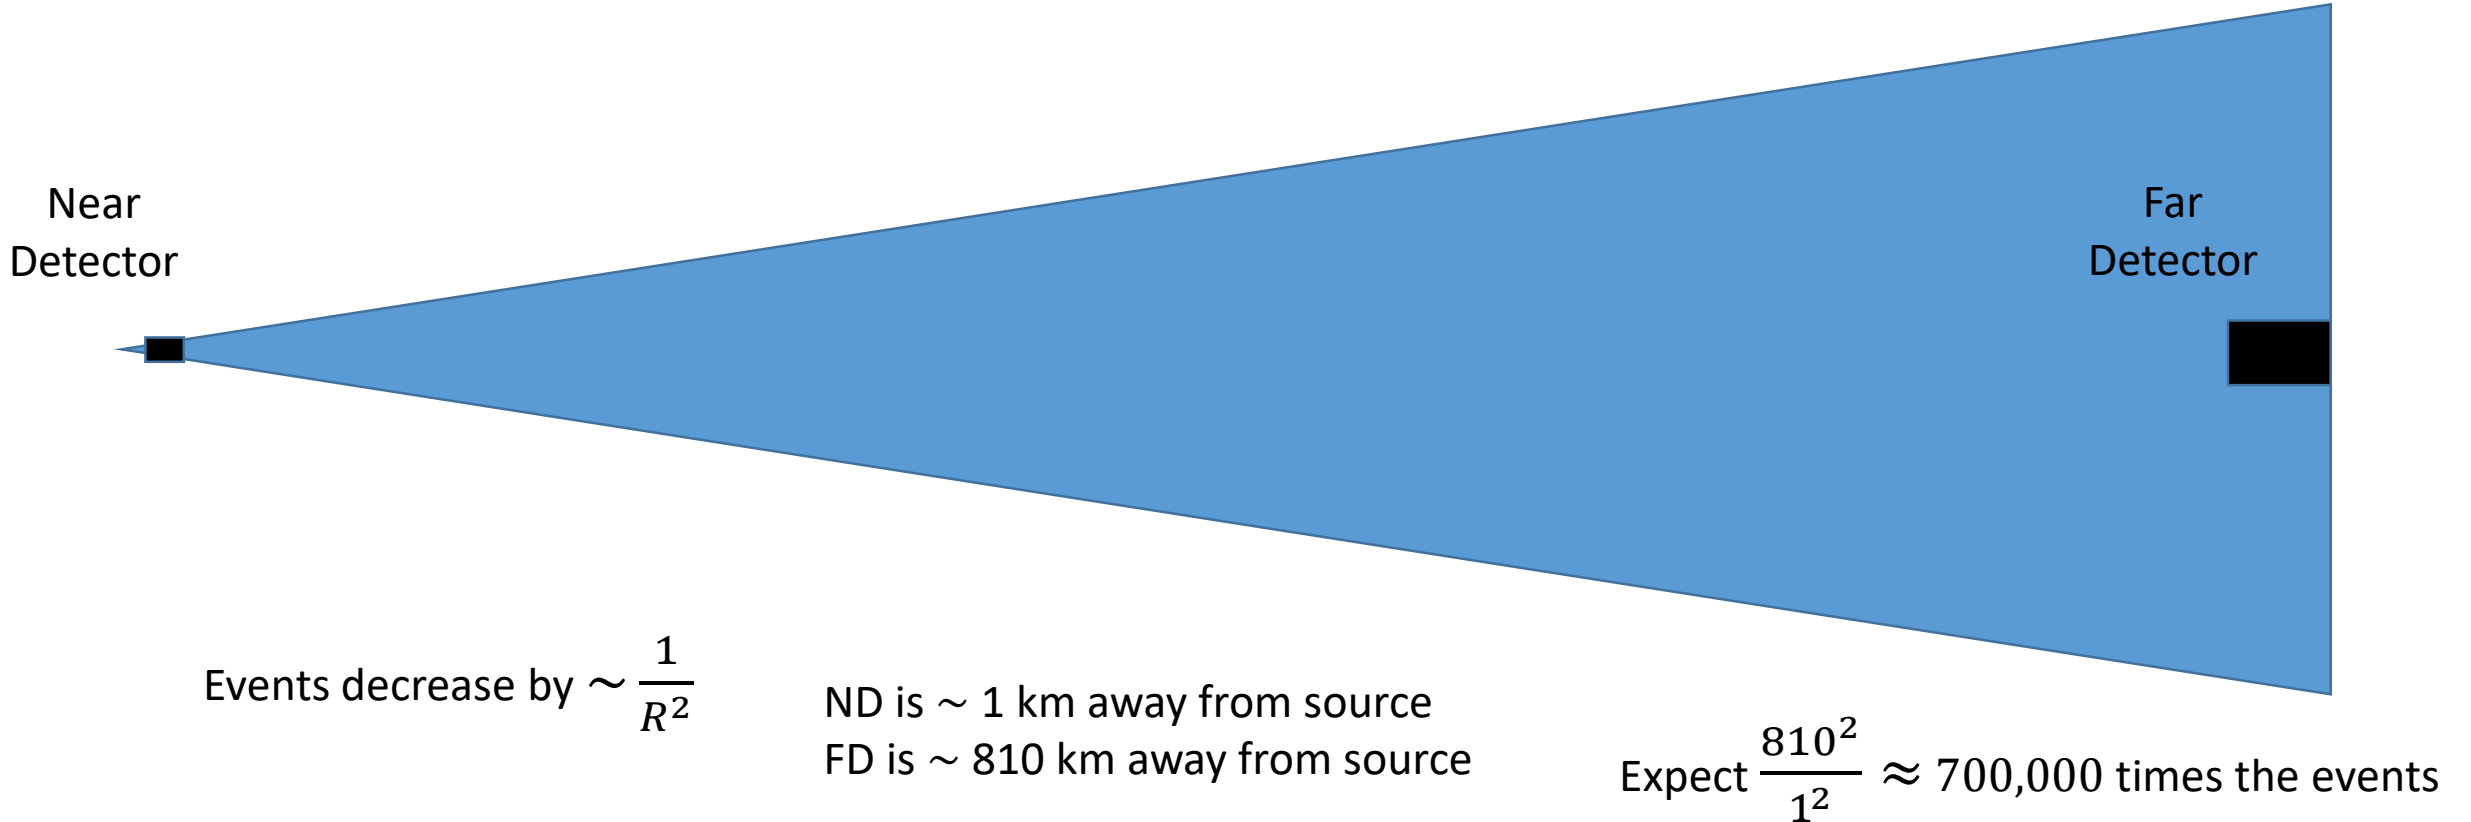 Near
Detector
Far
Detector
Events decrease by ~ 1/R²
ND is ~ 1 km away from source
FD is ~ 810 km away from source
Expect 810²/1² ≈ 700,000 times the events